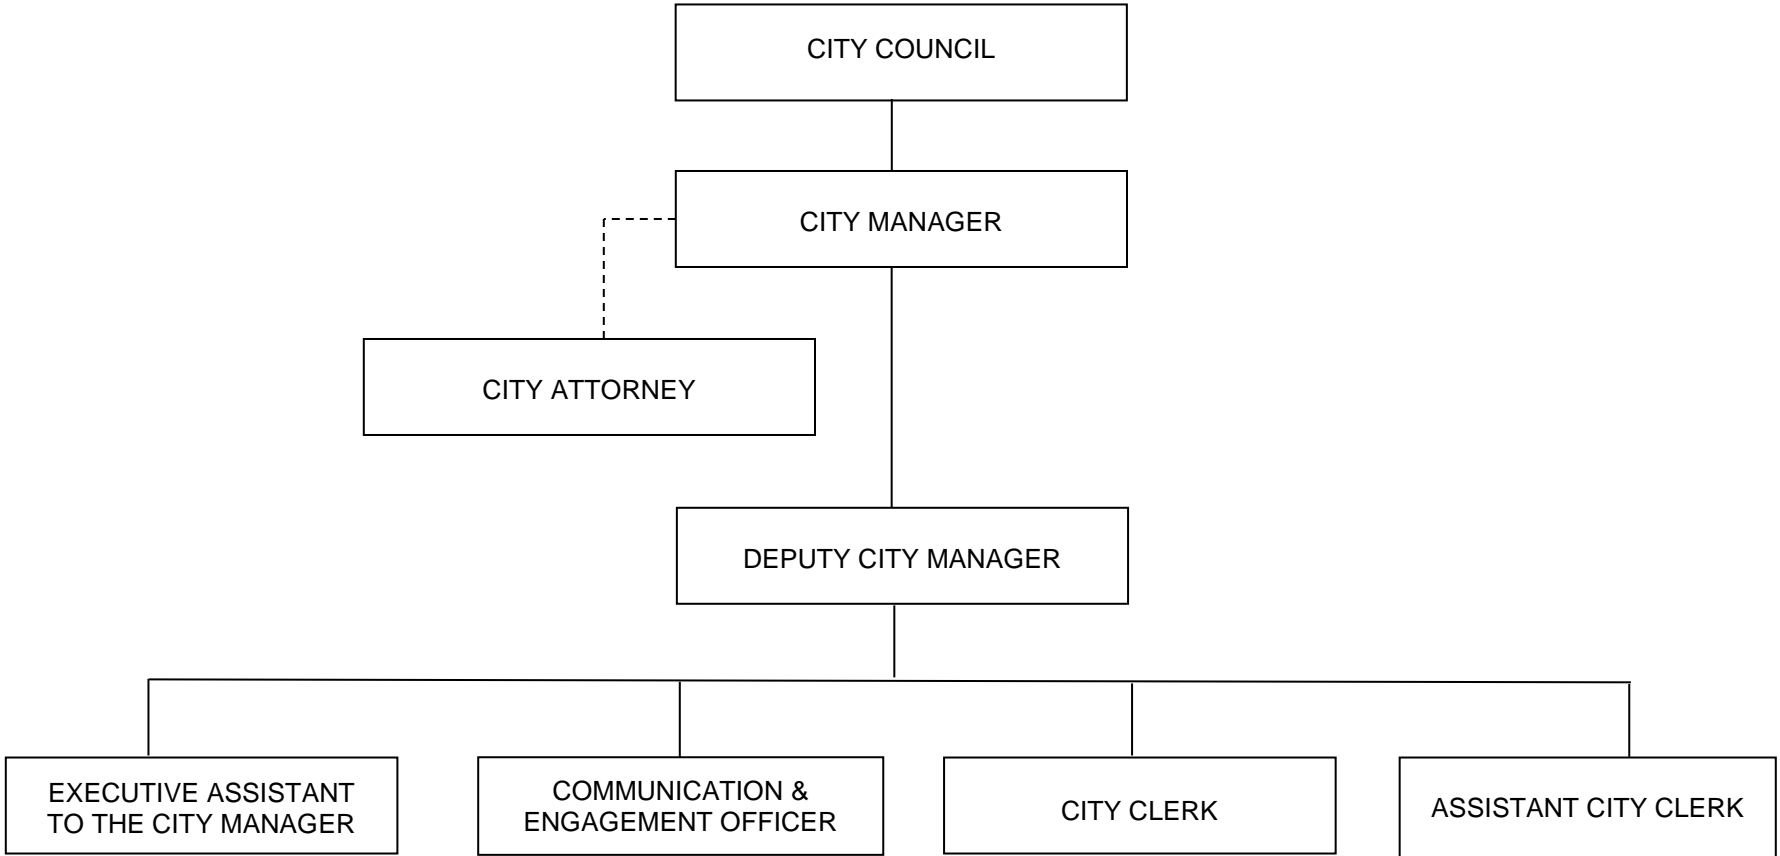 CITY COUNCIL
CITY MANAGER
CITY ATTORNEY
DEPUTY CITY MANAGER
EXECUTIVE ASSISTANT
TO THE CITY MANAGER
COMMUNICATION &
ENGAGEMENT OFFICER
CITY CLERK
ASSISTANT CITY CLERK